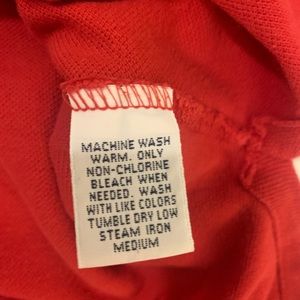 MACHINE WASH
WARM. ONLY
NON-CHLORINE
BLEACH WHEN
NEEDED. WASH
WITH LIKE COLORS
TUMBLE DRY LOW
STEAM IRON
MEDIUM